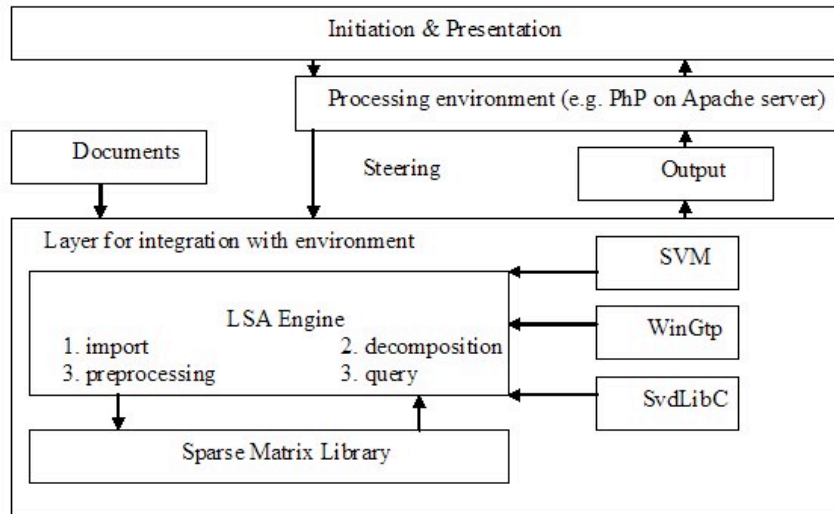 Initiation & Presentation
Processing environment (e.g. PhP on Apache server)
Documents
Steering
Output
Layer for integration with environment
SVM
LSA Engine
WinGtp
1. import 2. decomposition
3. preprocessing 3. query
SvdLibC
Sparse Matrix Library